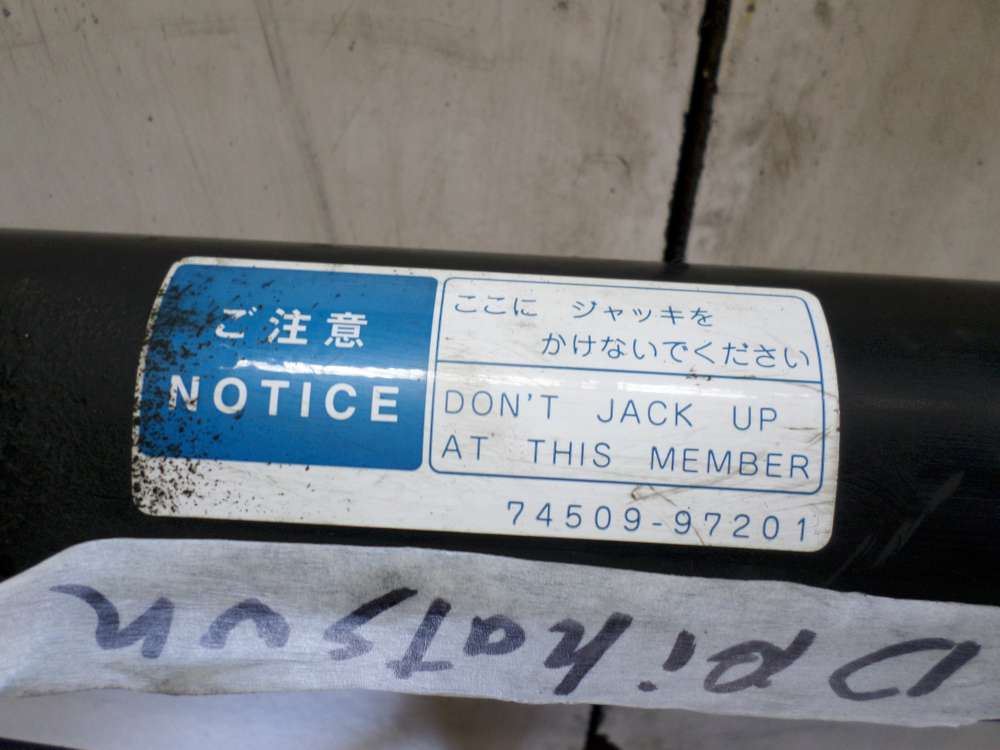 ご注意
NOTICE
ここに ジャッキを
かけないでください
DON'T JACK UP
AT THIS MEMBER
74509-97201
Daihatsu